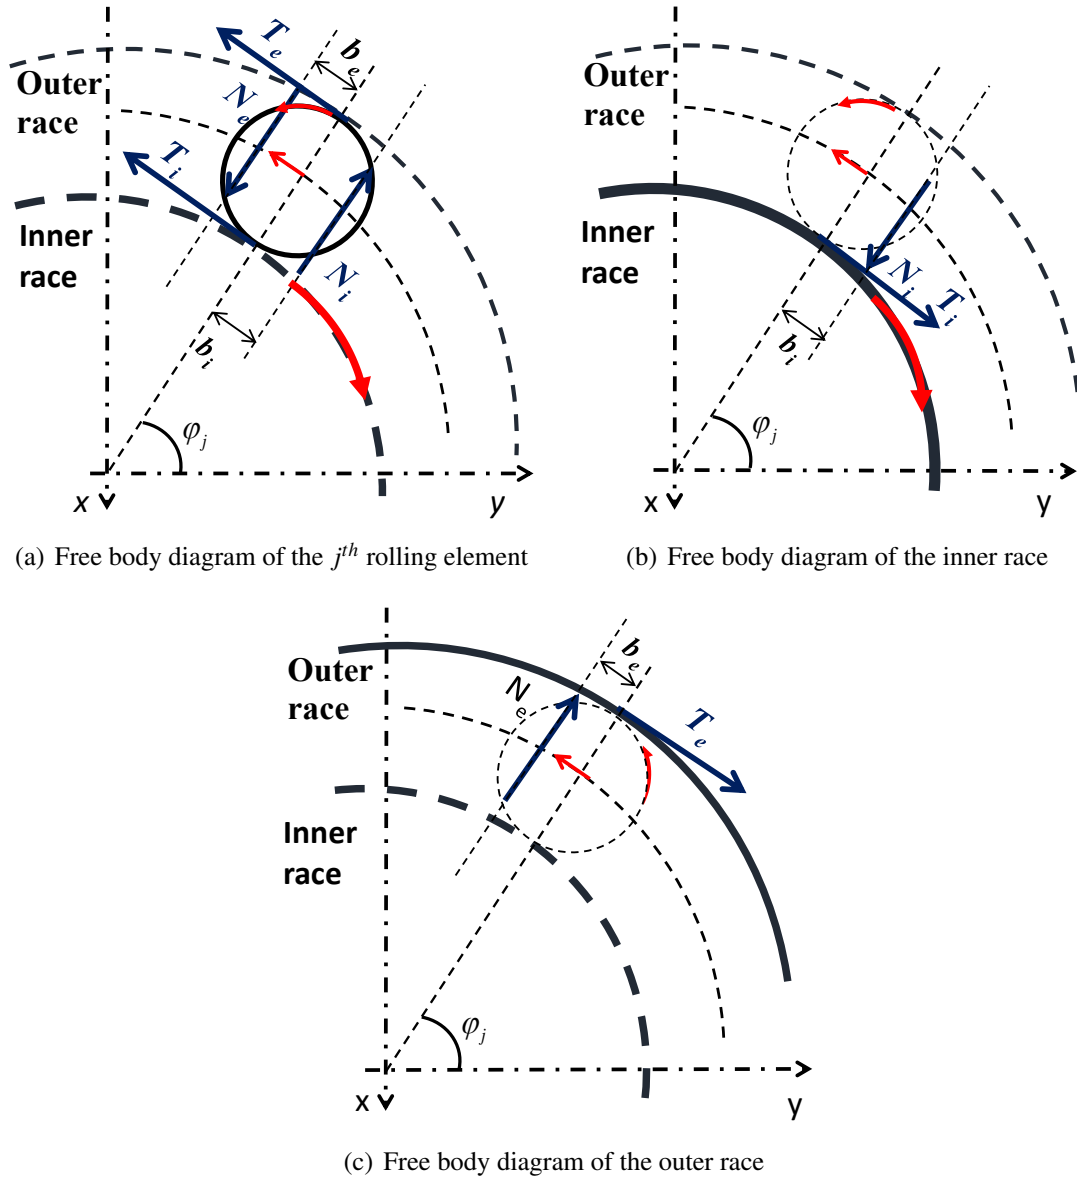 T_e
b_e
Outer
race
N_e
T_i
Inner
race
N_i
b_i
φ_j
x
y
Outer
race
Inner
race
N_i
T_i
b_i
φ_j
x
y
(a) Free body diagram of the j^{th} rolling element
(b) Free body diagram of the inner race
b_e
Outer
race
N_e
T_e
Inner
race
φ_j
x
y
(c) Free body diagram of the outer race